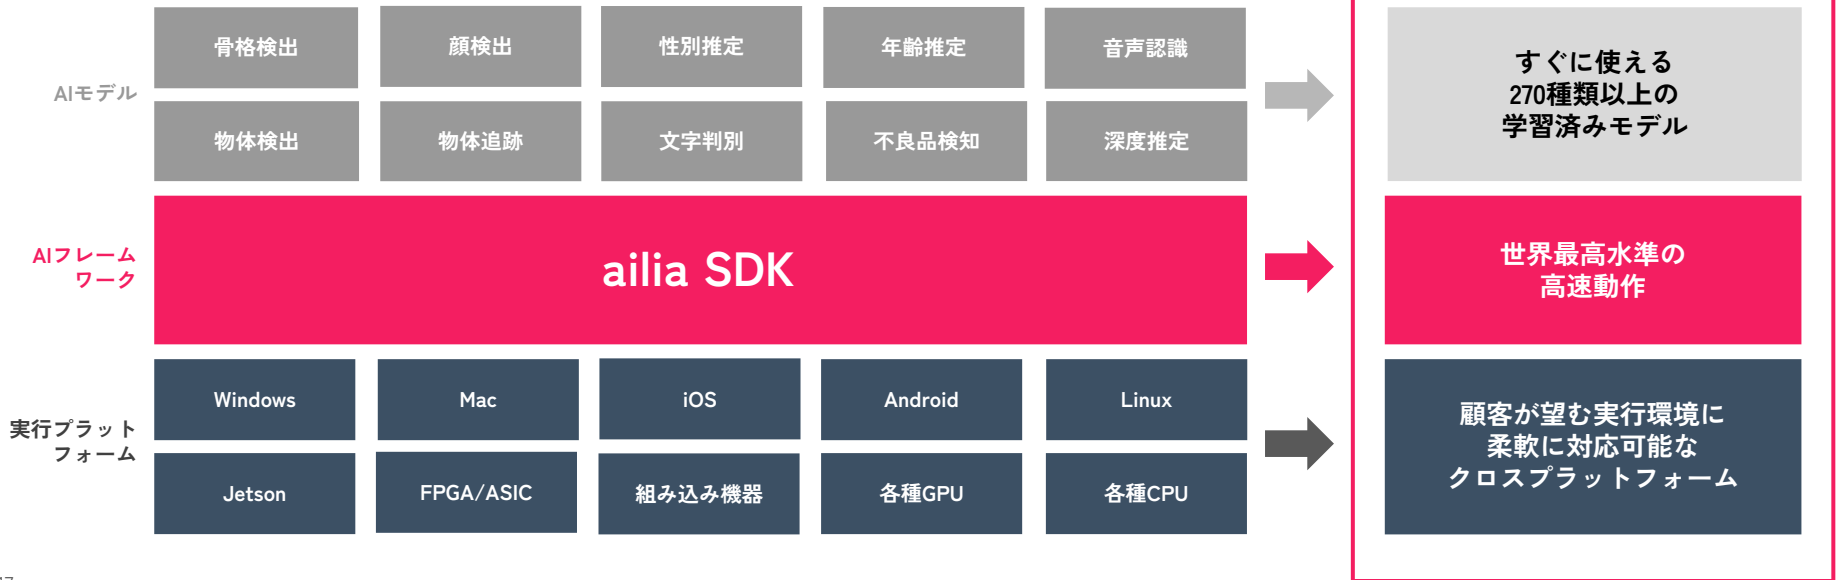 骨格検出
顔検出
性別推定
年齢推定
音声認識
AIモデル
物体検出
物体追跡
文字判別
不良品検知
深度推定
すぐに使える
270種類以上の
学習済みモデル
AIフレーム
ワーク
ailia SDK
世界最高水準の
高速動作
Windows
Mac
iOS
Android
Linux
実行プラット
フォーム
Jetson
FPGA/ASIC
組み込み機器
各種GPU
各種CPU
顧客が望む実行環境に
柔軟に対応可能な
クロスプラットフォーム